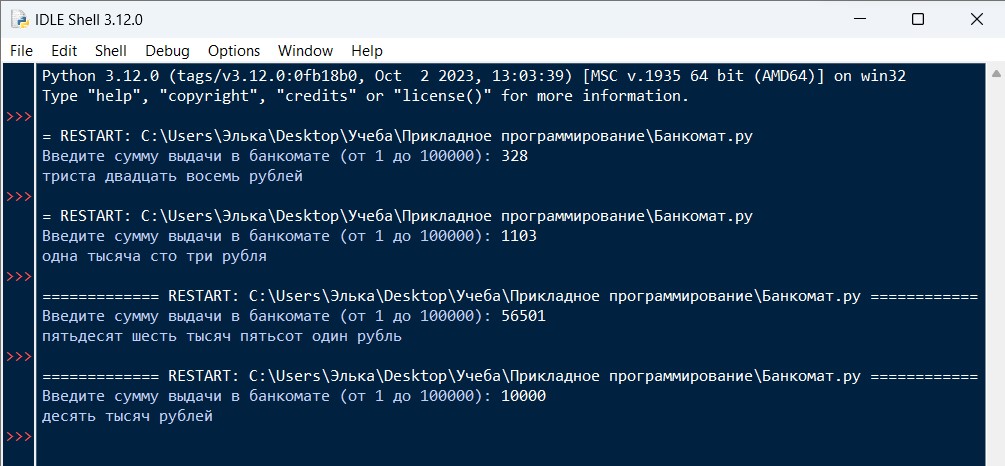 IDLE Shell 3.12.0
File Edit Shell Debug Options Window Help
Python 3.12.0 (tags/v3.12.0:0fb18b0, Oct  2 2023, 13:03:39) [MSC v.1935 64 bit (AMD64)] on win32
Type "help", "copyright", "credits" or "license()" for more information.
>>>
= RESTART: C:\Users\Элька\Desktop\Учеба\Прикладное программирование\Банкомат.py
Введите сумму выдачи в банкомате (от 1 до 100000): 328
триста двадцать восемь рублей
>>>
= RESTART: C:\Users\Элька\Desktop\Учеба\Прикладное программирование\Банкомат.py
Введите сумму выдачи в банкомате (от 1 до 100000): 1103
одна тысяча сто три рубля
>>>
============= RESTART: C:\Users\Элька\Desktop\Учеба\Прикладное программирование\Банкомат.py ============
Введите сумму выдачи в банкомате (от 1 до 100000): 56501
пятьдесят шесть тысяч пятьсот один рубль
>>>
============= RESTART: C:\Users\Элька\Desktop\Учеба\Прикладное программирование\Банкомат.py ============
Введите сумму выдачи в банкомате (от 1 до 100000): 10000
десять тысяч рублей
>>>